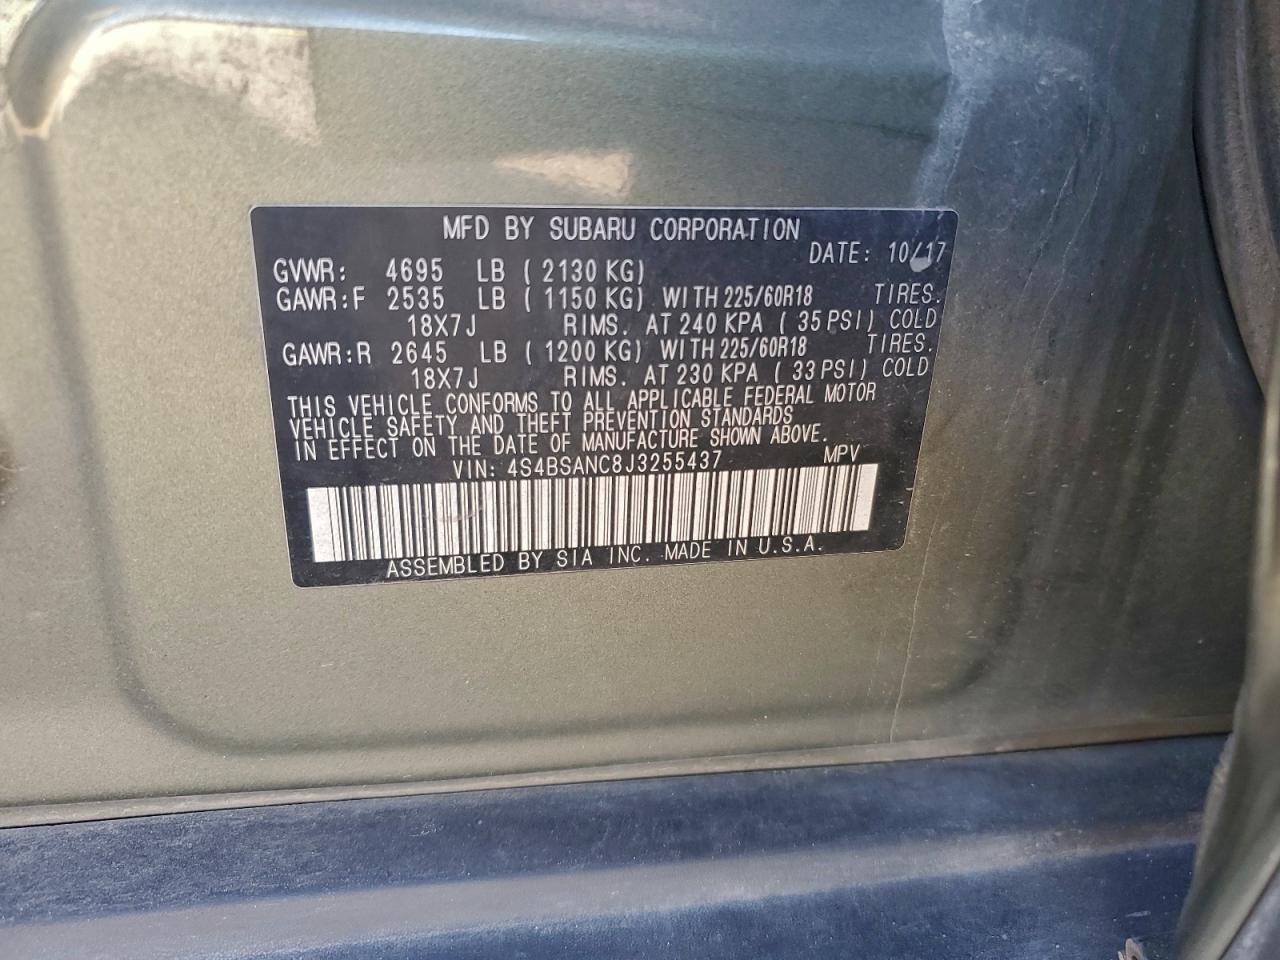 MFD BY SUBARU CORPORATION
DATE: 10/17
GVWR: 4695 LB ( 2130 KG)
GAWR:F 2535 LB ( 1150 KG) WITH 225/60R18 TIRES.
18X7J RIMS. AT 240 KPA ( 35 PSI) COLD
GAWR:R 2645 LB ( 1200 KG) WITH 225/60R18 TIRES.
18X7J RIMS. AT 230 KPA ( 33 PSI) COLD
THIS VEHICLE CONFORMS TO ALL APPLICABLE FEDERAL MOTOR
VEHICLE SAFETY AND THEFT PREVENTION STANDARDS
IN EFFECT ON THE DATE OF MANUFACTURE SHOWN ABOVE.
VIN: 4S4BSANC8J3255437 MPV
ASSEMBLED BY SIA INC. MADE IN U.S.A.